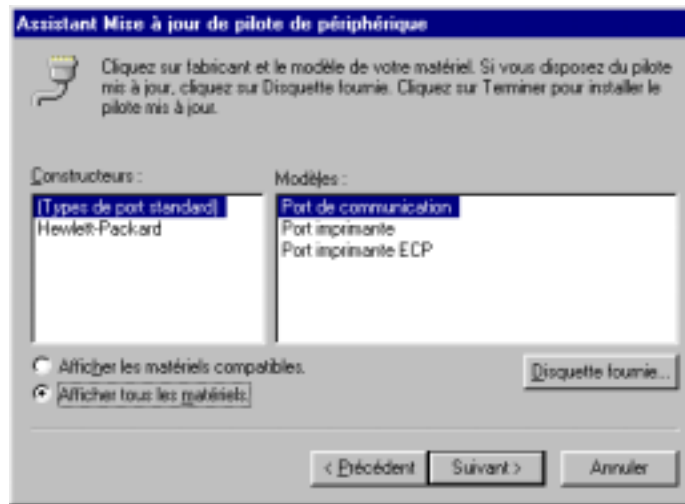 Assistant Mise à jour de pilote de périphérique
Cliquez sur fabricant et le modèle de votre matériel. Si vous disposez du pilote
mis à jour, cliquez sur Disquette fournie. Cliquez sur Terminer pour installer le
pilote mis à jour.
Constructeurs :
Modèles :
(Types de port standard)
Hewlett-Packard
Port de communication
Port imprimante
Port imprimante ECP
Afficher les matériels compatibles.
Afficher tous les matériels.
Disquette fournie...
< Précédent
Suivant >
Annuler